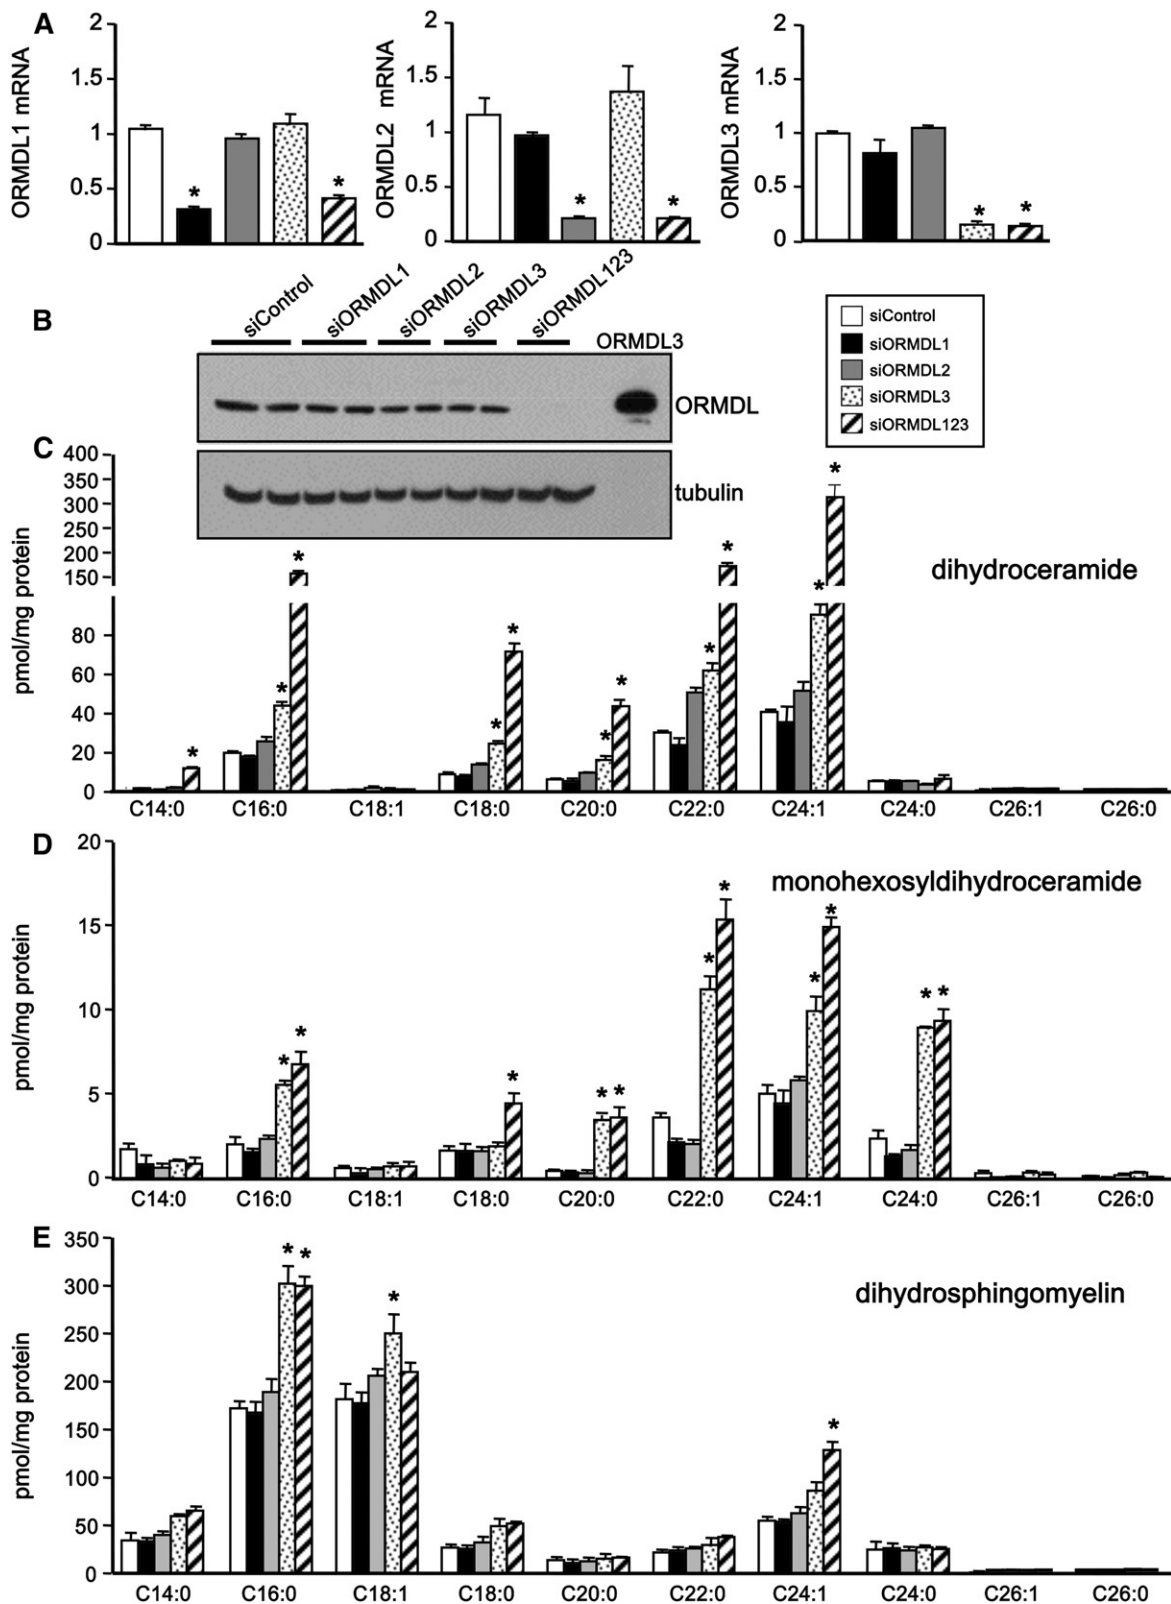 A
ORMDL1 mRNA
2
1.5
1
0.5
0
*
*
ORMDL2 mRNA
2
1.5
1
0.5
0
*
*
ORMDL3 mRNA
2
1.5
1
0.5
0
*
*
B
siControl
siORMDL1
siORMDL2
siORMDL3
siORMDL123
ORMDL3
ORMDL
tubulin
siControl
siORMDL1
siORMDL2
siORMDL3
siORMDL123
C
pmol/mg protein
400
350
300
250
200
150
80
60
40
20
0
dihydroceramide
* * * * * * * * * * *
C14:0 C16:0 C18:1 C18:0 C20:0 C22:0 C24:1 C24:0 C26:1 C26:0
D
pmol/mg protein
20
15
10
5
0
monohexosyldihydroceramide
* * * * * * * * * * *
C14:0 C16:0 C18:1 C18:0 C20:0 C22:0 C24:1 C24:0 C26:1 C26:0
E
pmol/mg protein
350
300
250
200
150
100
50
0
dihydrosphingomyelin
* * * *
C14:0 C16:0 C18:1 C18:0 C20:0 C22:0 C24:1 C24:0 C26:1 C26:0